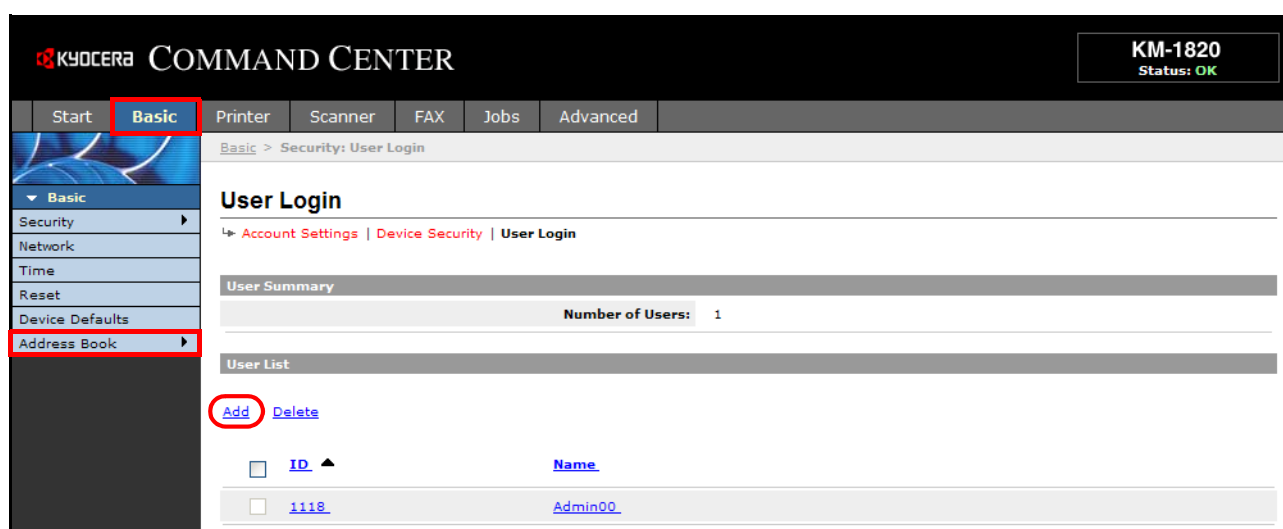 KYOCERA COMMAND CENTER
KM-1820
Status: OK
Start Basic Printer Scanner FAX Jobs Advanced
Basic > Security: User Login
Basic
Security
Network
Time
Reset
Device Defaults
Address Book
User Login
Account Settings | Device Security | User Login
User Summary
Number of Users: 1
User List
Add Delete
ID Name
1118 Admin00